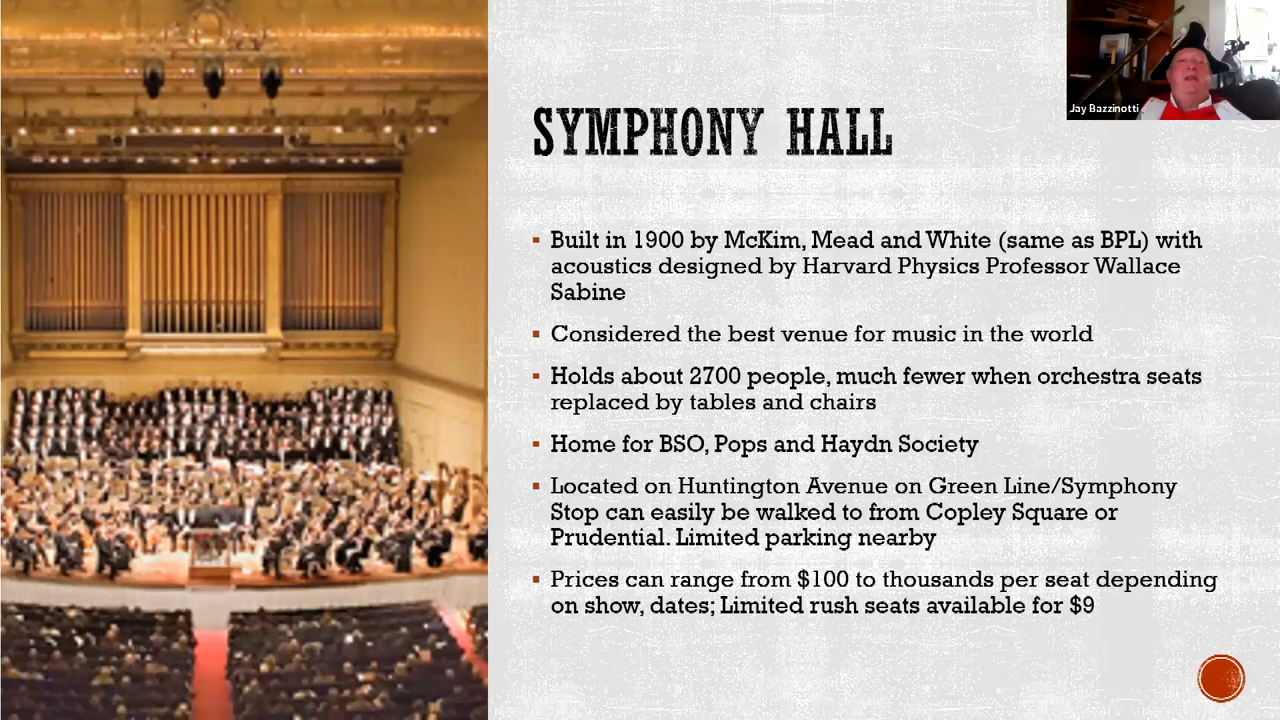 Jay Bazzinotti
SYMPHONY HALL
Built in 1900 by McKim, Mead and White (same as BPL) with
acoustics designed by Harvard Physics Professor Wallace
Sabine
Considered the best venue for music in the world
Holds about 2700 people, much fewer when orchestra seats
replaced by tables and chairs
Home for BSO, Pops and Haydn Society
Located on Huntington Avenue on Green Line/Symphony
Stop can easily be walked to from Copley Square or
Prudential. Limited parking nearby
Prices can range from $100 to thousands per seat depending
on show, dates; Limited rush seats available for $9